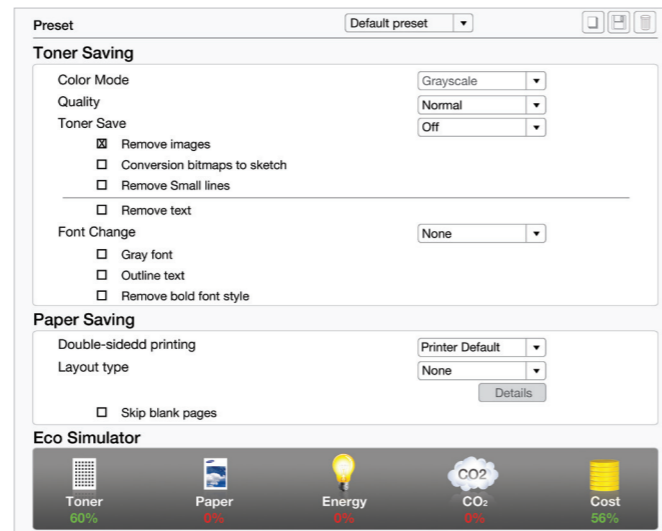 Preset Default preset
Toner Saving
Color Mode Grayscale
Quality Normal
Toner Save Off
Remove images
Conversion bitmaps to sketch
Remove Small lines
Remove text
Font Change None
Gray font
Outline text
Remove bold font style
Paper Saving
Double-sidedd printing Printer Default
Layout type None
Details
Skip blank pages
Eco Simulator
CO2
Toner Paper Energy CO₂ Cost
60% 0% 0% 0% 56%